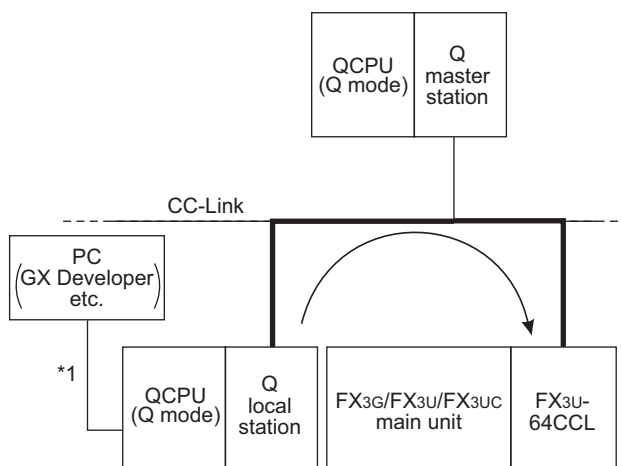 QCPU
(Q mode)
Q
master
station
CC-Link
PC
(GX Developer
etc.)
*1
QCPU
(Q mode)
Q
local
station
FX3G/FX3U/FX3UC
main unit
FX3U-
64CCL